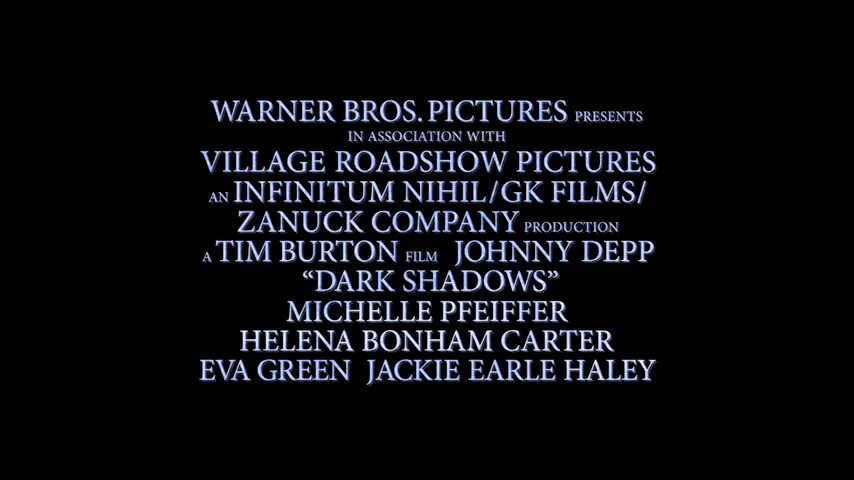 WARNER BROS. PICTURES PRESENTS
IN ASSOCIATION WITH
VILLAGE ROADSHOW PICTURES
AN INFINITUM NIHIL/GK FILMS/
ZANUCK COMPANY PRODUCTION
A TIM BURTON FILM JOHNNY DEPP
“DARK SHADOWS”
MICHELLE PFEIFFER
HELENA BONHAM CARTER
EVA GREEN JACKIE EARLE HALEY